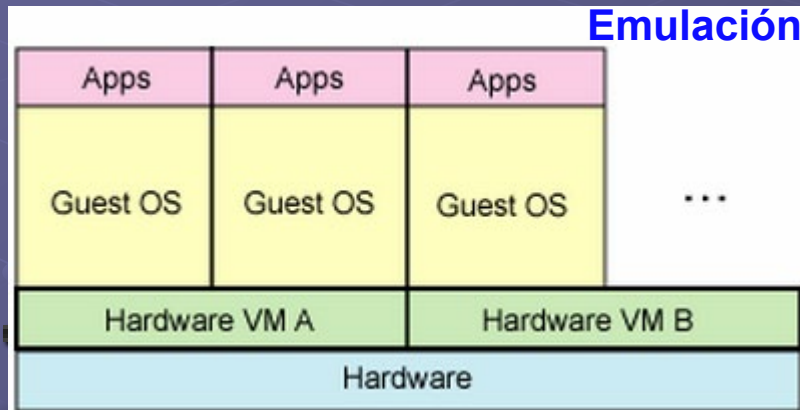 Emulación
Apps Apps Apps
Guest OS Guest OS Guest OS ...
Hardware VM A Hardware VM B
Hardware